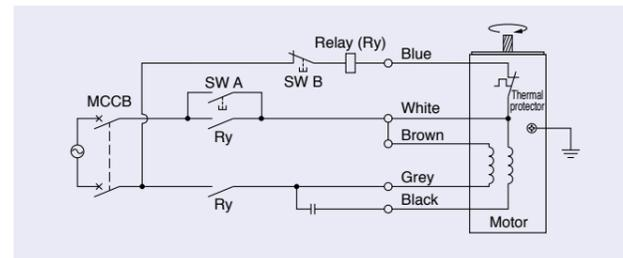 Relay (Ry)
Blue
SW B
SW A
MCCB
Ry
White
Thermal
protector
Brown
Grey
Ry
Black
Motor